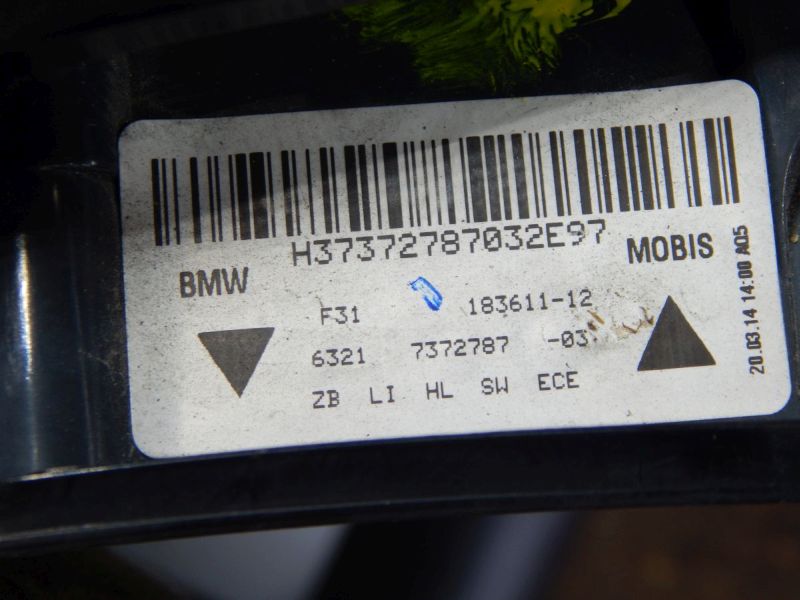 H37372787032E97
BMW
MOBIS
F31 183611-12
6321 7372787 -03
ZB LI HL SW ECE
20.03.14 14:00 A05